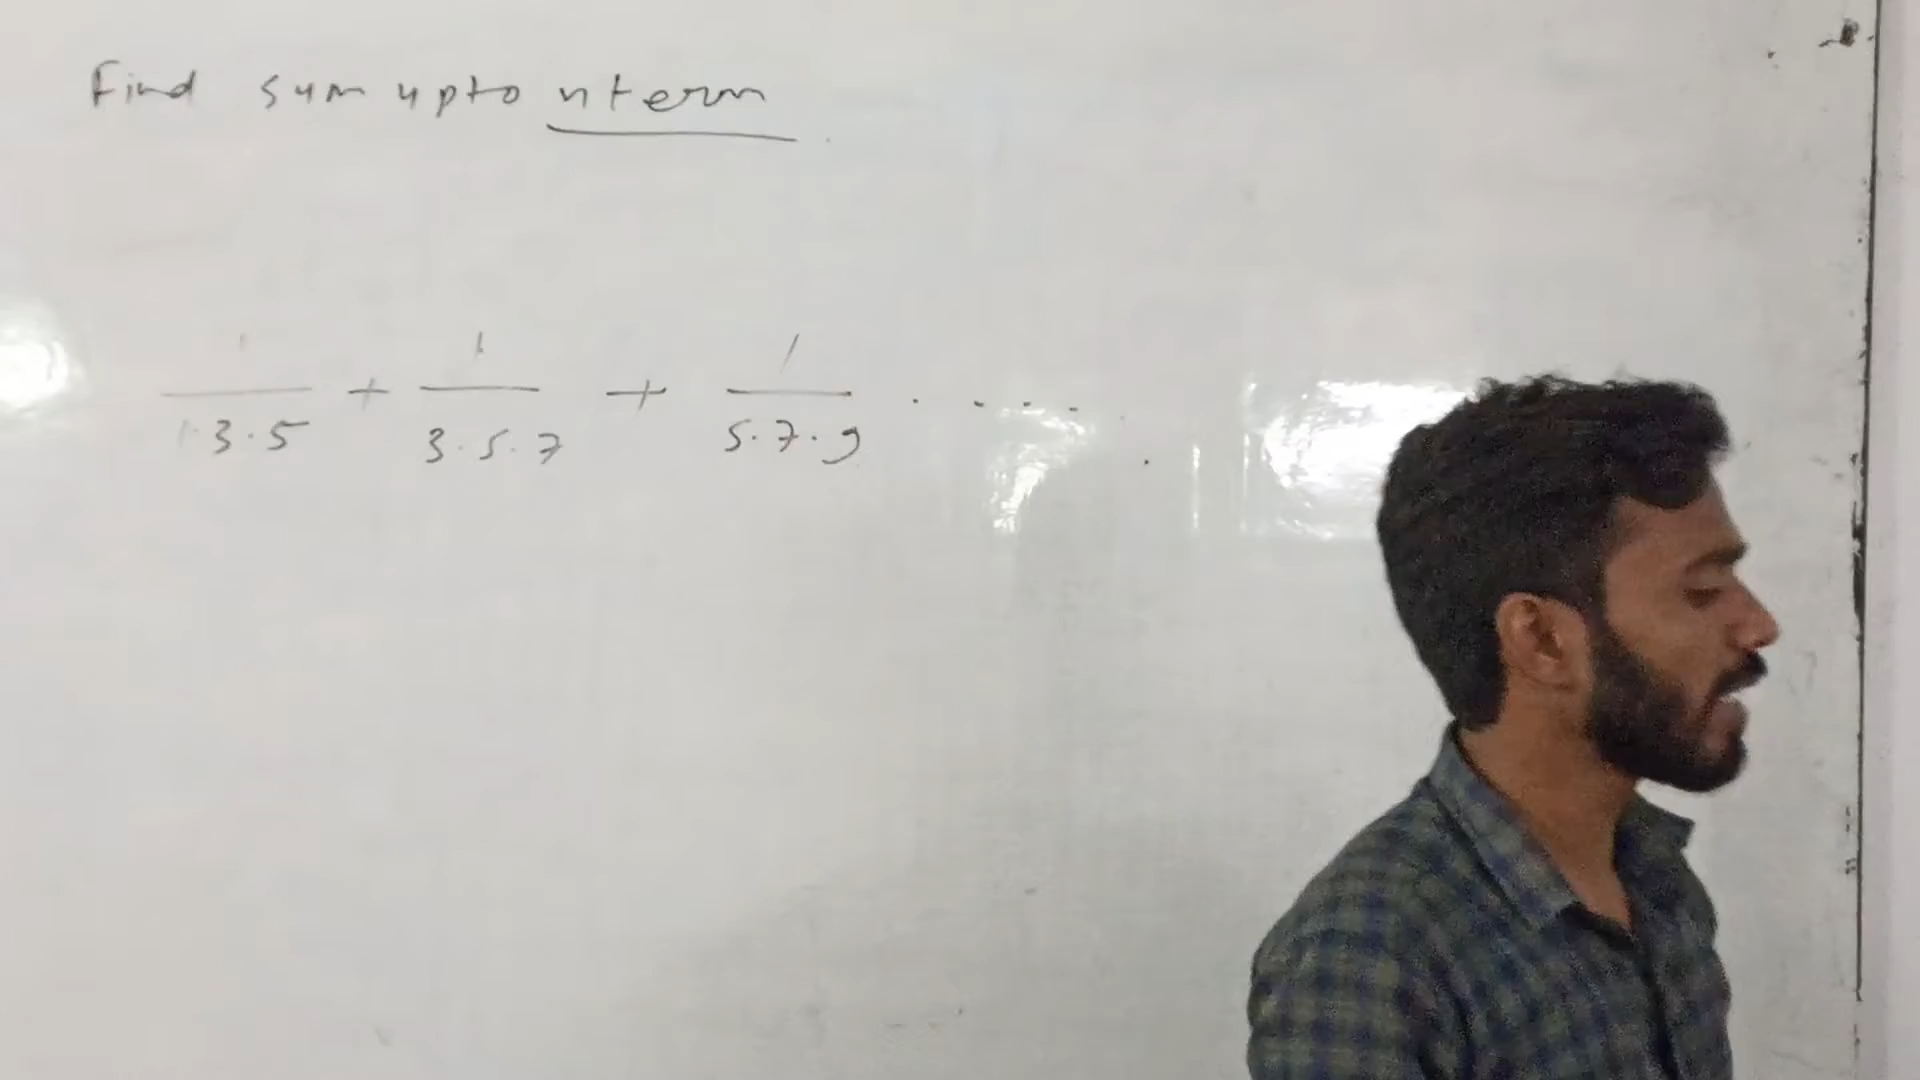 Find sum upto n term
1/1.3.5 + 1/3.5.7 + 1/5.7.9 . . . . .